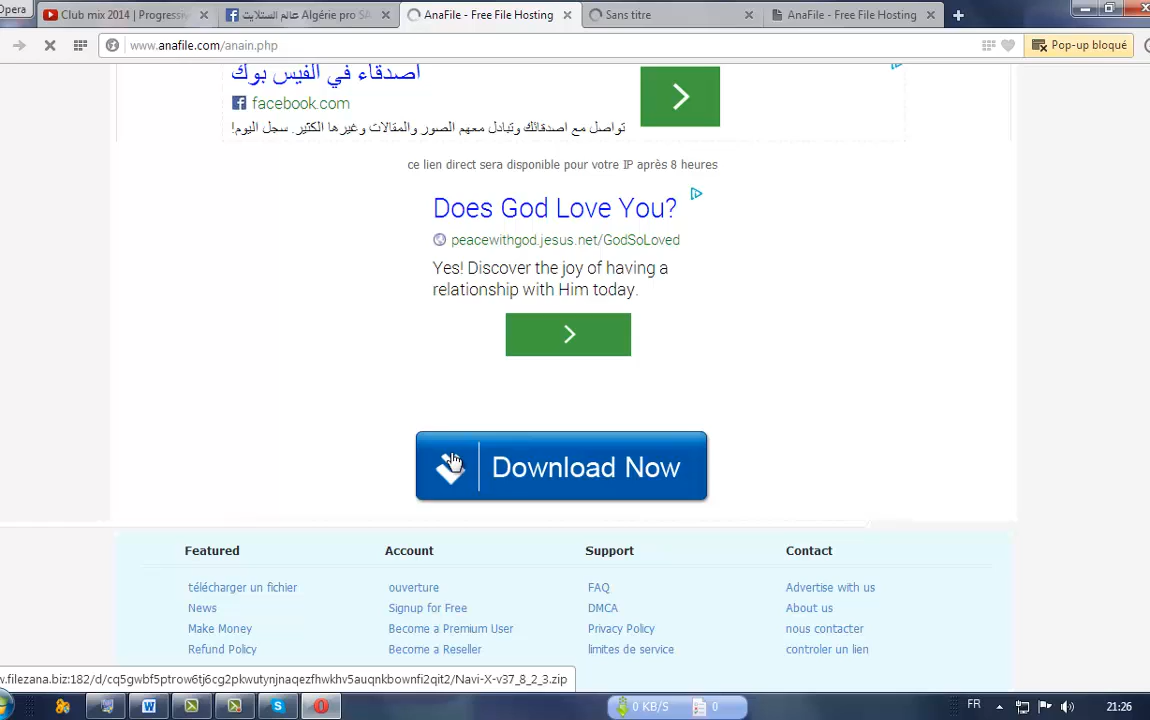 Opera
Club mix 2014 | Progressiv
عالم الستلايت Algérie pro SA
AnaFile - Free File Hosting
Sans titre
AnaFile - Free File Hosting
www.anafile.com/anain.php
Pop-up bloqué
اصدقاء في الفيس بوك
facebook.com
تواصل مع اصدقائك وتبادل معهم الصور والمقالات وغيرها الكثير. سجل اليوم!
ce lien direct sera disponible pour votre IP après 8 heures
Does God Love You?
peacewithgod.jesus.net/GodSoLoved
Yes! Discover the joy of having a
relationship with Him today.
Download Now
Featured
télécharger un fichier
News
Make Money
Refund Policy
Account
ouverture
Signup for Free
Become a Premium User
Become a Reseller
Support
FAQ
DMCA
Privacy Policy
limites de service
Contact
Advertise with us
About us
nous contacter
controler un lien
w.filezana.biz:182/d/cq5gwbf5ptrow6tj6cg2pkwutynjnaqezfhwkhv5auqnkbownfi2qit2/Navi-X-v37_8_2_3.zip
0 KB/S
0
FR
21:26